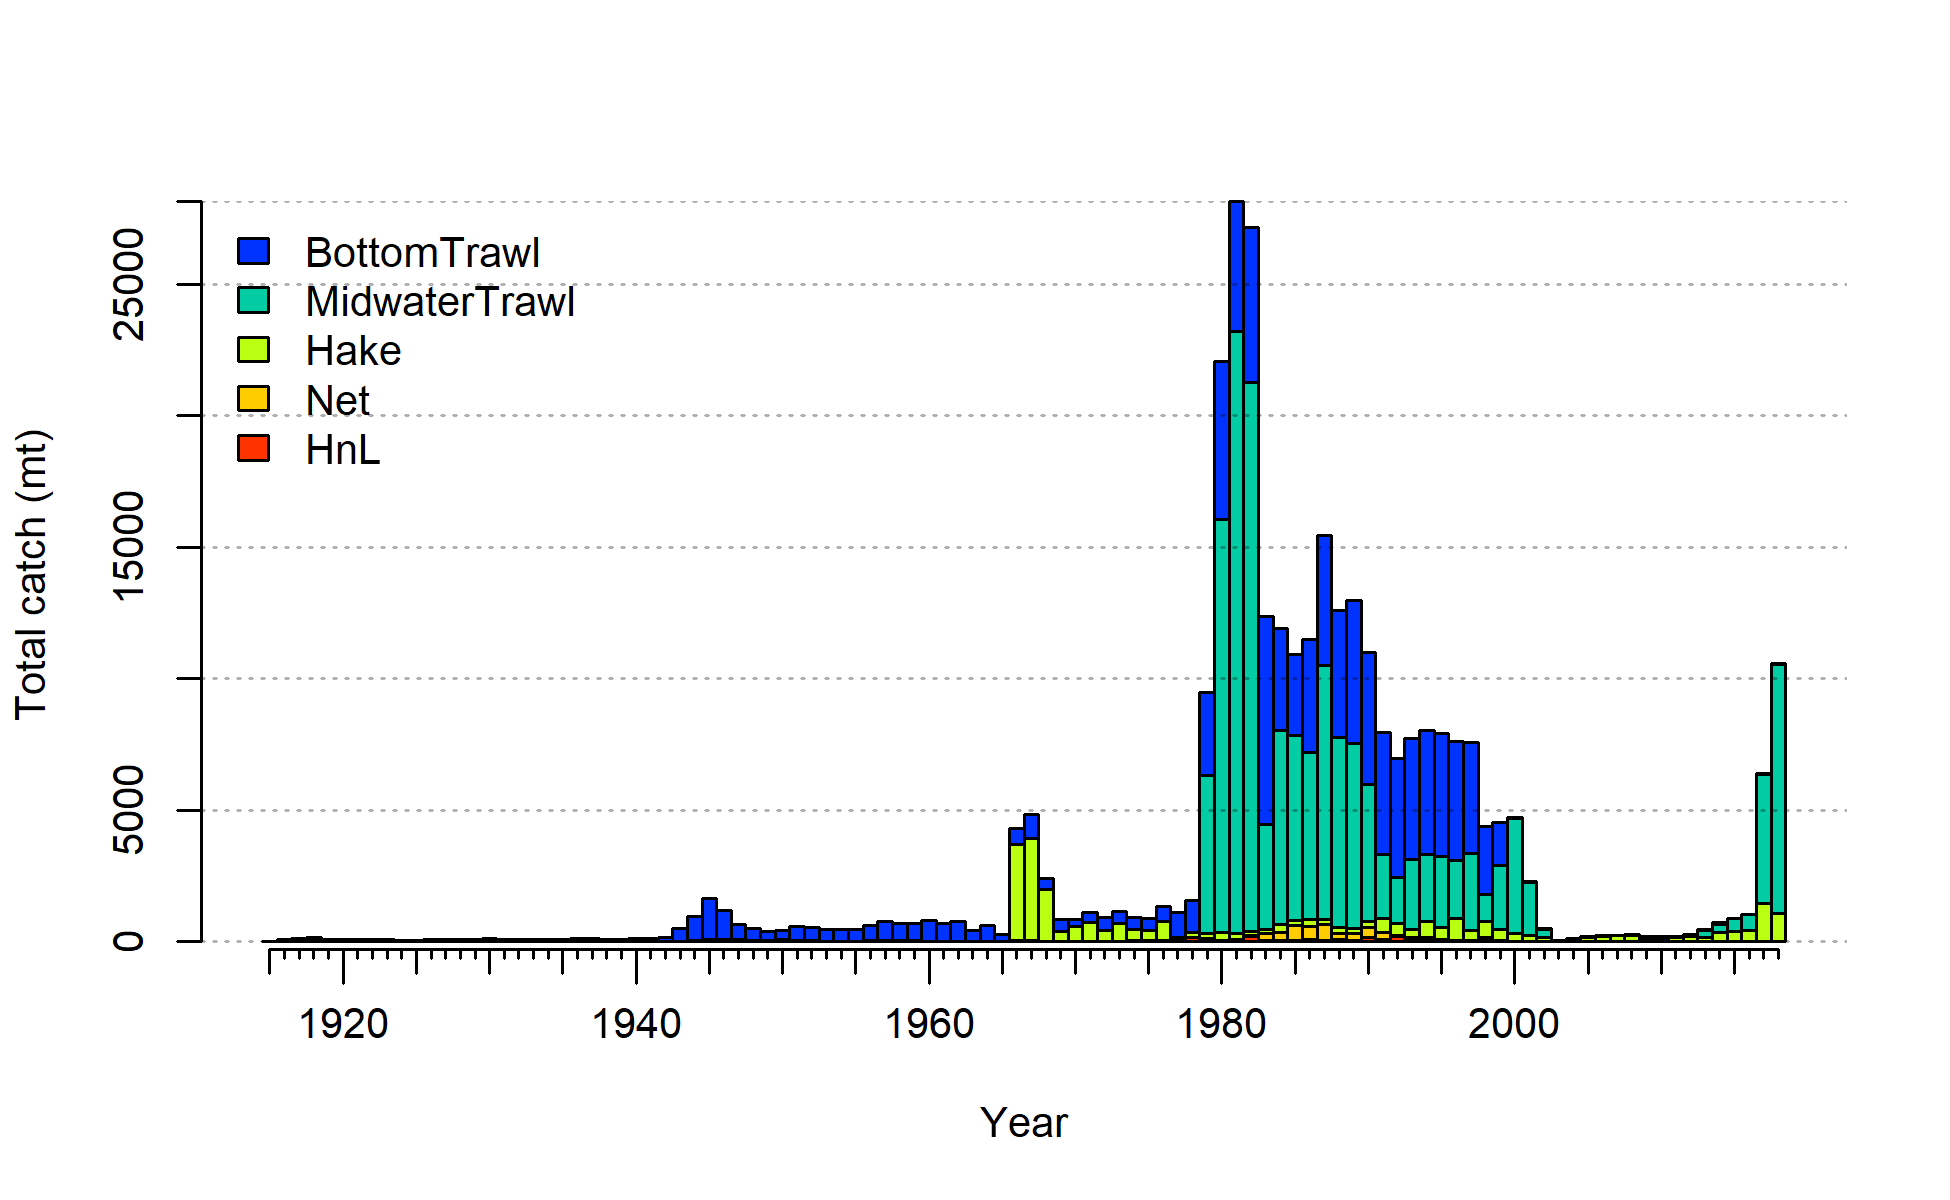 BottomTrawl
MidwaterTrawl
Hake
Net
HnL
Total catch (mt)
25000
15000
5000
0
1920 1940 1960 1980 2000
Year